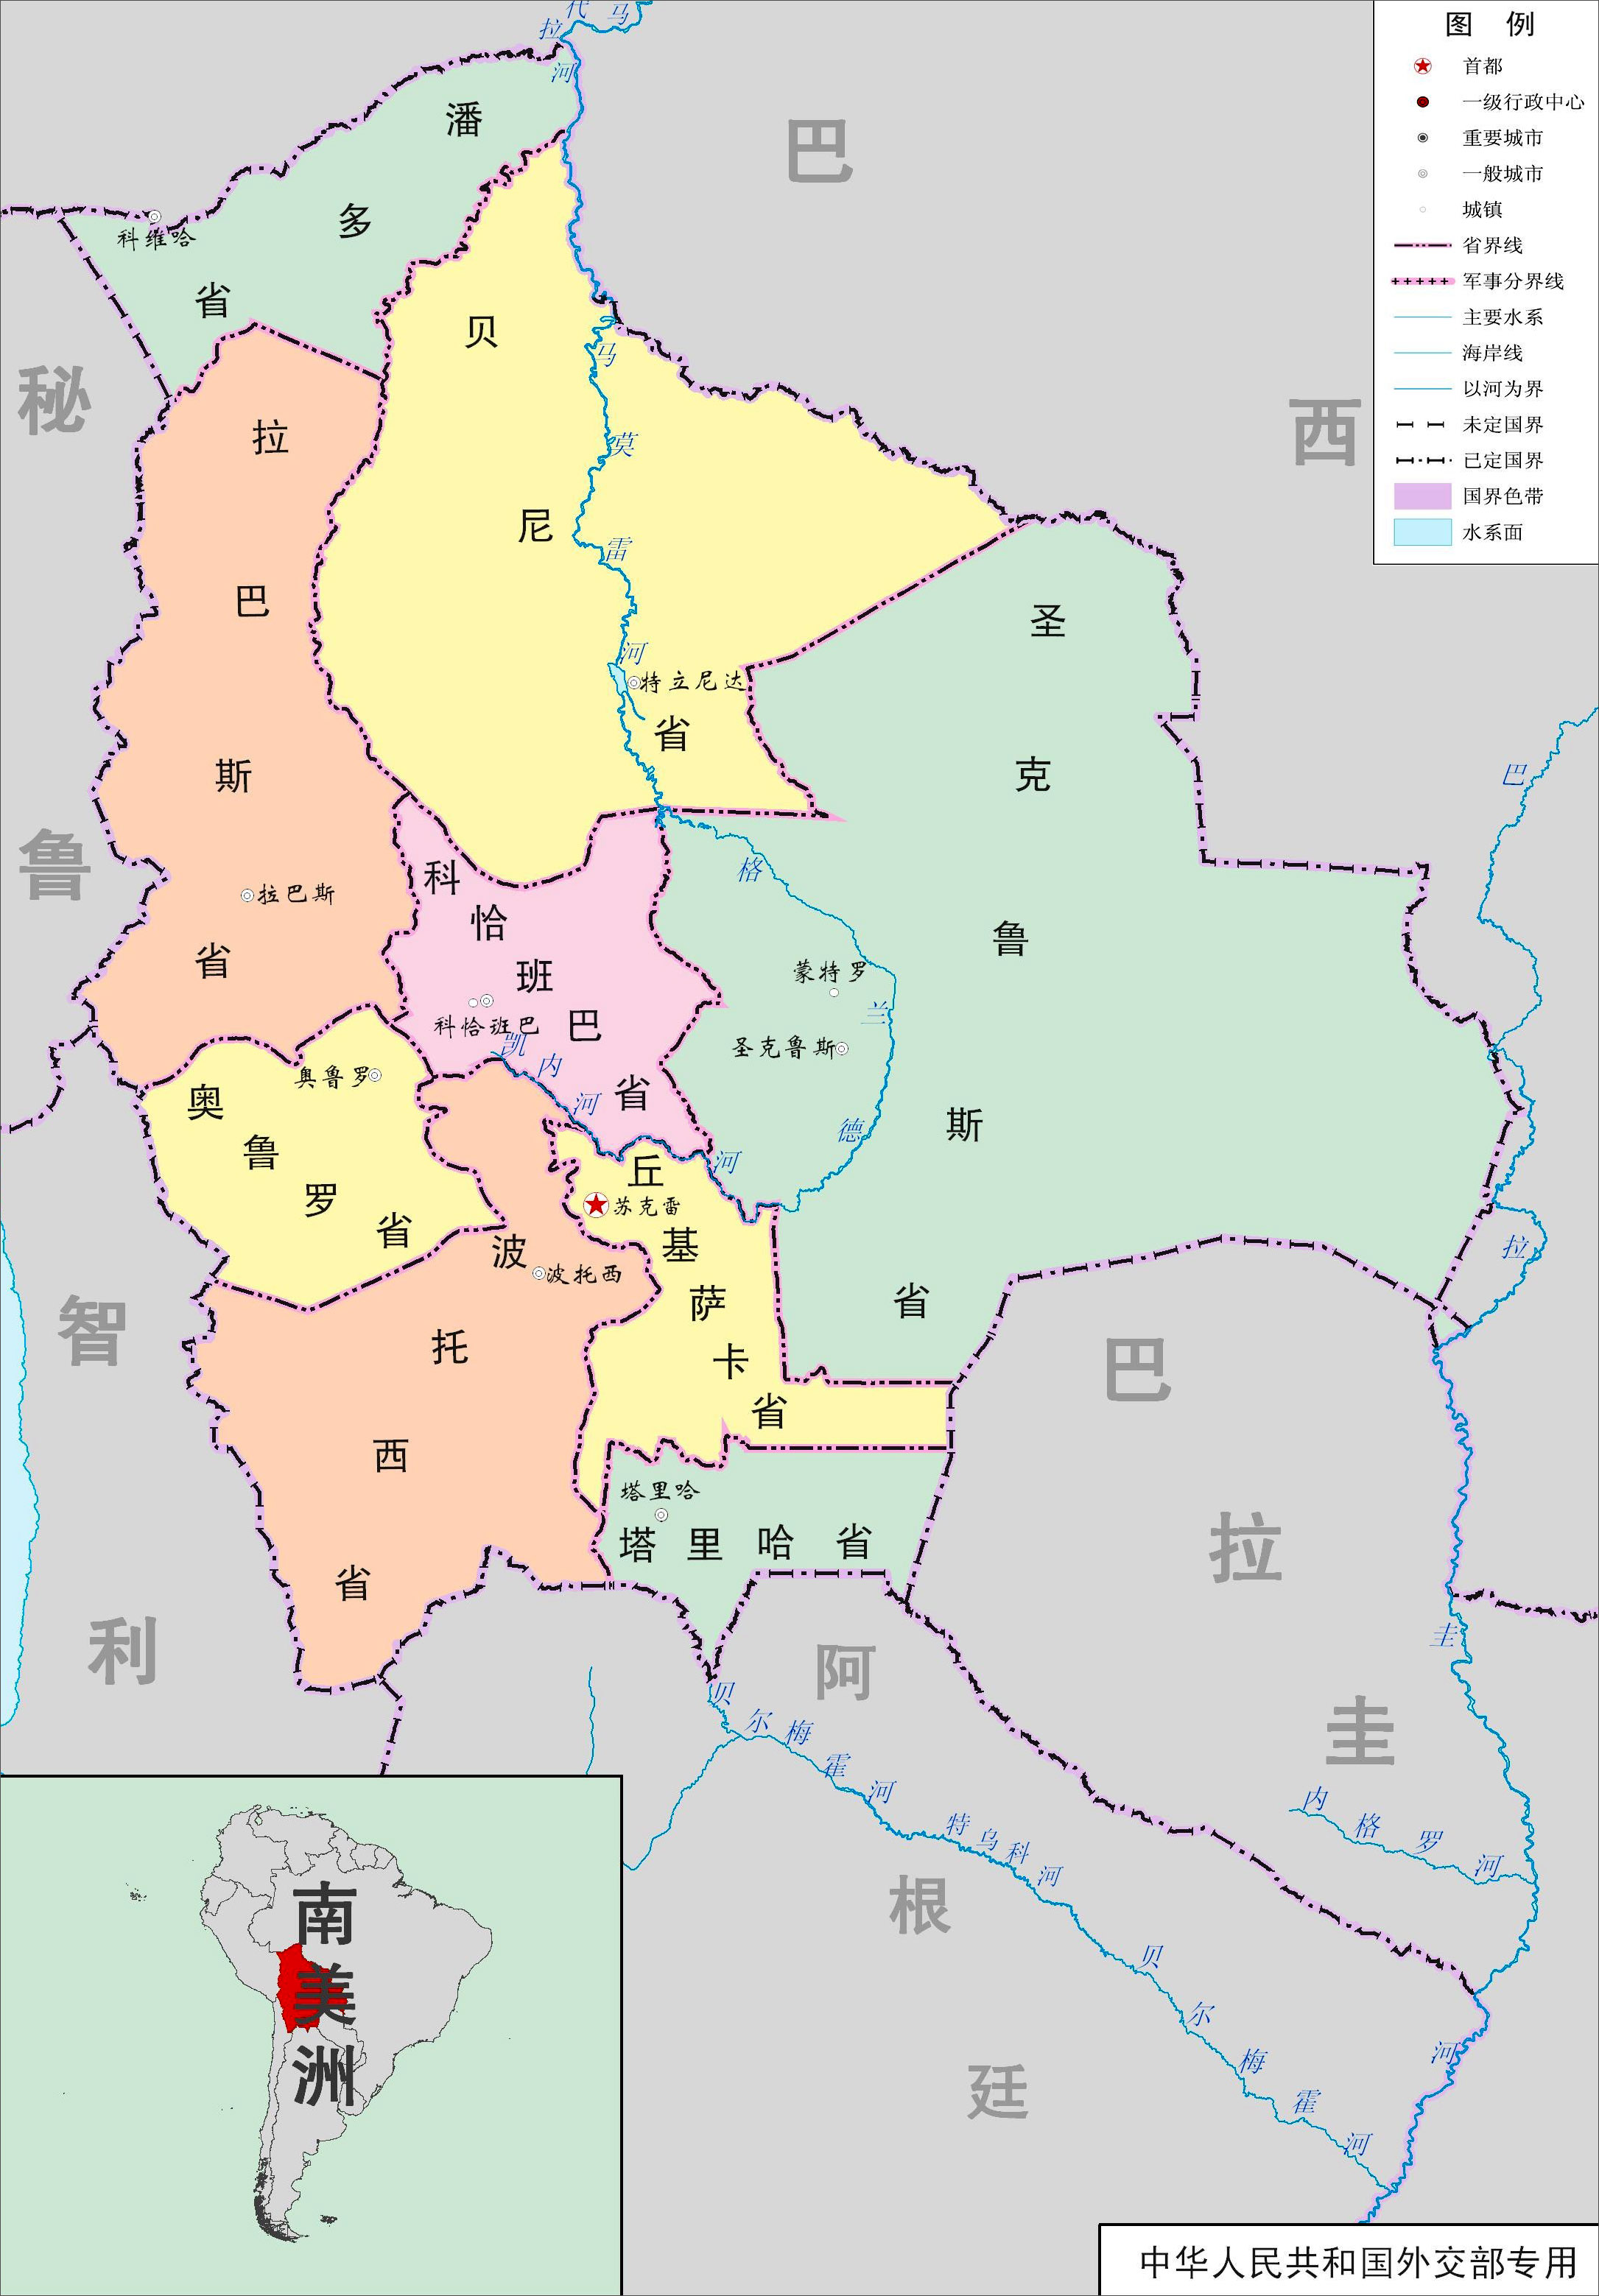 图 例
首都
一级行政中心
重要城市
一般城市
城镇
省界线
军事分界线
主要水系
海岸线
以河为界
未定国界
已定国界
国界色带
水系面
代马
拉
河
潘多省
科维哈
巴西
秘鲁
贝尼省
马莫雷河
特立尼达
拉巴斯省
拉巴斯
圣克鲁斯省
格兰德河
蒙特罗
圣克鲁斯
科恰班巴省
科恰班巴
凯内河
奥鲁罗省
奥鲁罗
丘基萨卡省
苏克雷
波托西省
波托西
塔里哈省
塔里哈
智利
巴拉圭
巴拉圭河
阿根廷
贝尔梅霍河
特乌科河
贝尔梅霍河
内格罗河
南美洲
中华人民共和国外交部专用